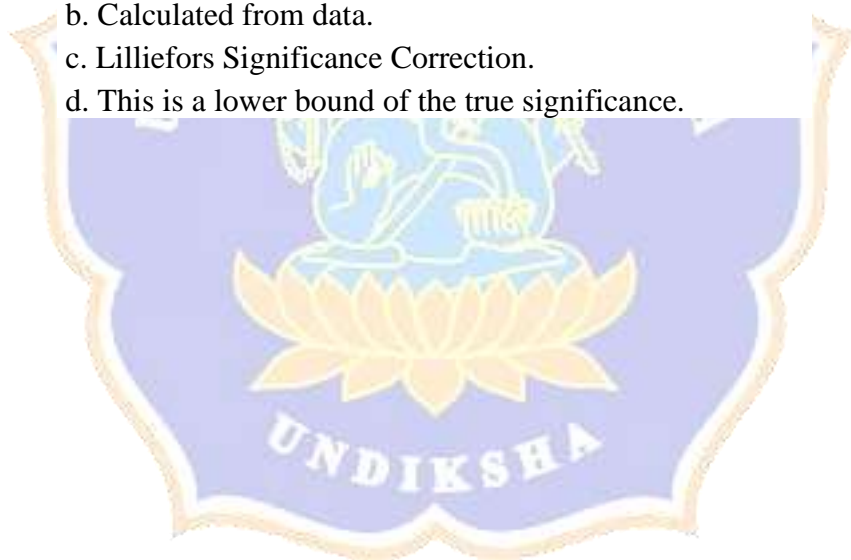 b. Calculated from data.
c. Lilliefors Significance Correction.
d. This is a lower bound of the true significance.
UNDIKSHA